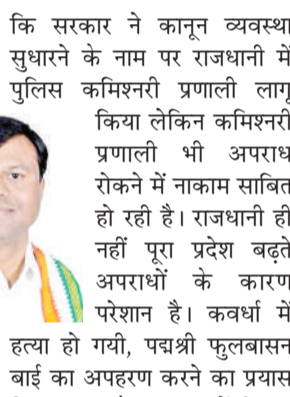 कि सरकार ने कानून व्यवस्था
सुधारने के नाम पर राजधानी में
पुलिस कमिश्नरी प्रणाली लागू
किया लेकिन कमिश्नरी
प्रणाली भी अपराध
रोकने में नाकाम साबित
हो रही है। राजधानी ही
नहीं पूरा प्रदेश बढ़ते
अपराधों के कारण
परेशान है। कवर्धा में
हत्या हो गयी, पद्मश्री फुलबासन
बाई का अपहरण करने का प्रयास